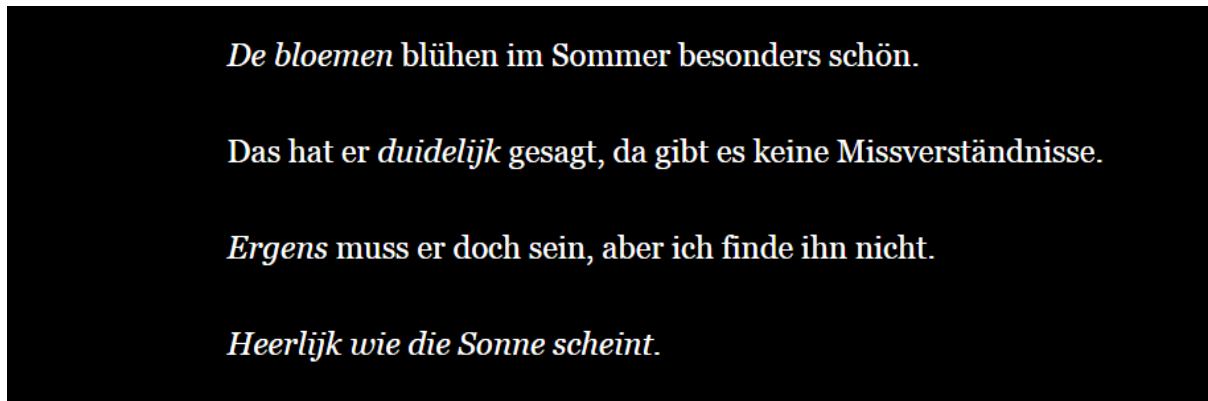 De bloemen blühen im Sommer besonders schön.
Das hat er duidelijk gesagt, da gibt es keine Missverständnisse.
Ergens muss er doch sein, aber ich finde ihn nicht.
Heerlijk wie die Sonne scheint.